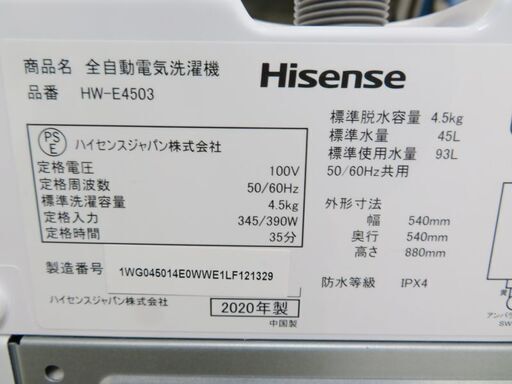 商品名 全自動電気洗濯機
品番 HW-E4503
Hisense
PS
E
ハイセンスジャパン株式会社
定格電圧 100V
定格周波数 50/60Hz
標準洗濯容量 4.5kg
定格入力 345/390W
定格時間 35分
製造番号 1WG045014E0WWE1LF121329
ハイセンスジャパン株式会社
2020年製
中国製
標準脱水容量 4.5kg
標準水量 45L
標準使用水量 93L
50/60Hz共用
外形寸法
幅 540mm
奥行 540mm
高さ 880mm
防水等級 IPX4
アンバラ
SW